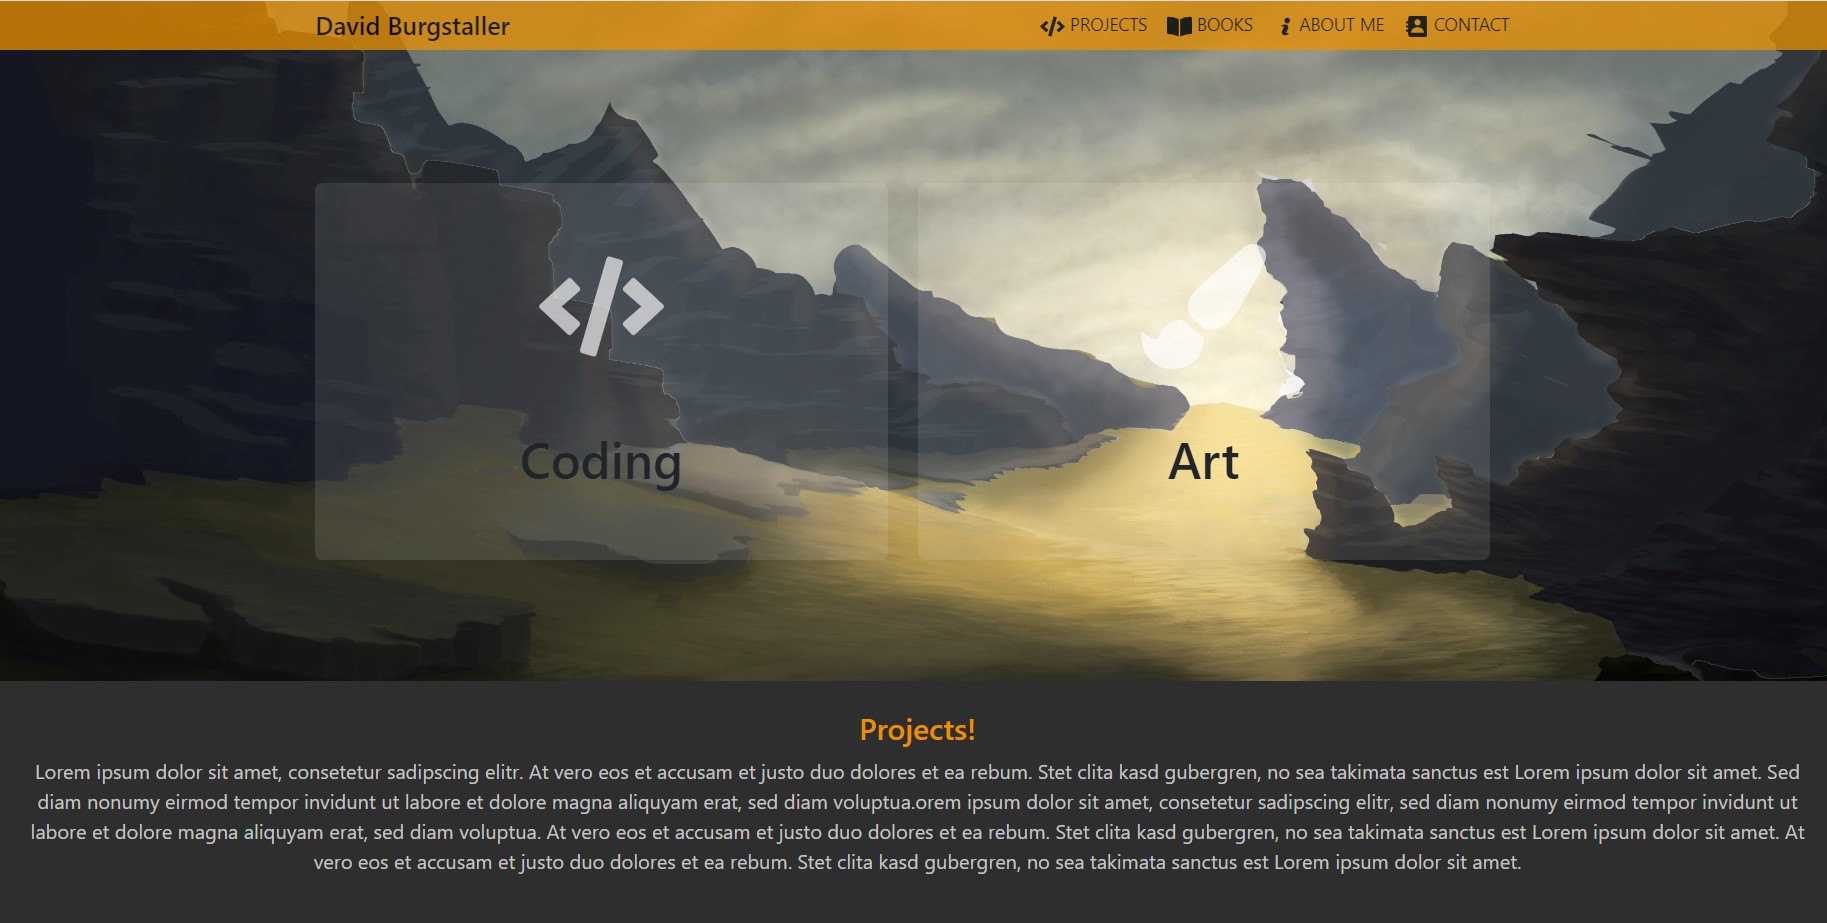 David Burgstaller
PROJECTS BOOKS ABOUT ME CONTACT
Coding
Art
Projects!
Lorem ipsum dolor sit amet, consetetur sadipscing elitr. At vero eos et accusam et justo duo dolores et ea rebum. Stet clita kasd gubergren, no sea takimata sanctus est Lorem ipsum dolor sit amet. Sed
diam nonumy eirmod tempor invidunt ut labore et dolore magna aliquyam erat, sed diam voluptua.orem ipsum dolor sit amet, consetetur sadipscing elitr, sed diam nonumy eirmod tempor invidunt ut
labore et dolore magna aliquyam erat, sed diam voluptua. At vero eos et accusam et justo duo dolores et ea rebum. Stet clita kasd gubergren, no sea takimata sanctus est Lorem ipsum dolor sit amet. At
vero eos et accusam et justo duo dolores et ea rebum. Stet clita kasd gubergren, no sea takimata sanctus est Lorem ipsum dolor sit amet.